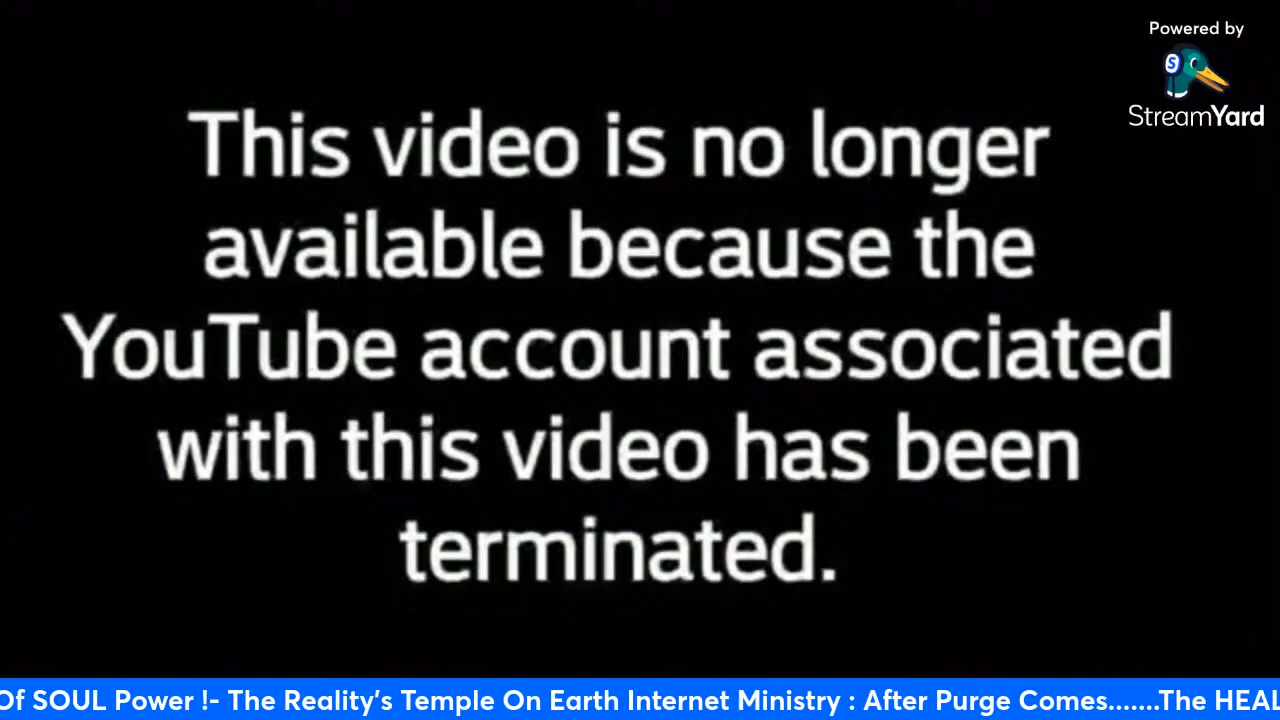 Powered by
S
StreamYard
This video is no longer
available because the
YouTube account associated
with this video has been
terminated.
Of SOUL Power !- The Reality's Temple On Earth Internet Ministry : After Purge Comes.......The HEAL